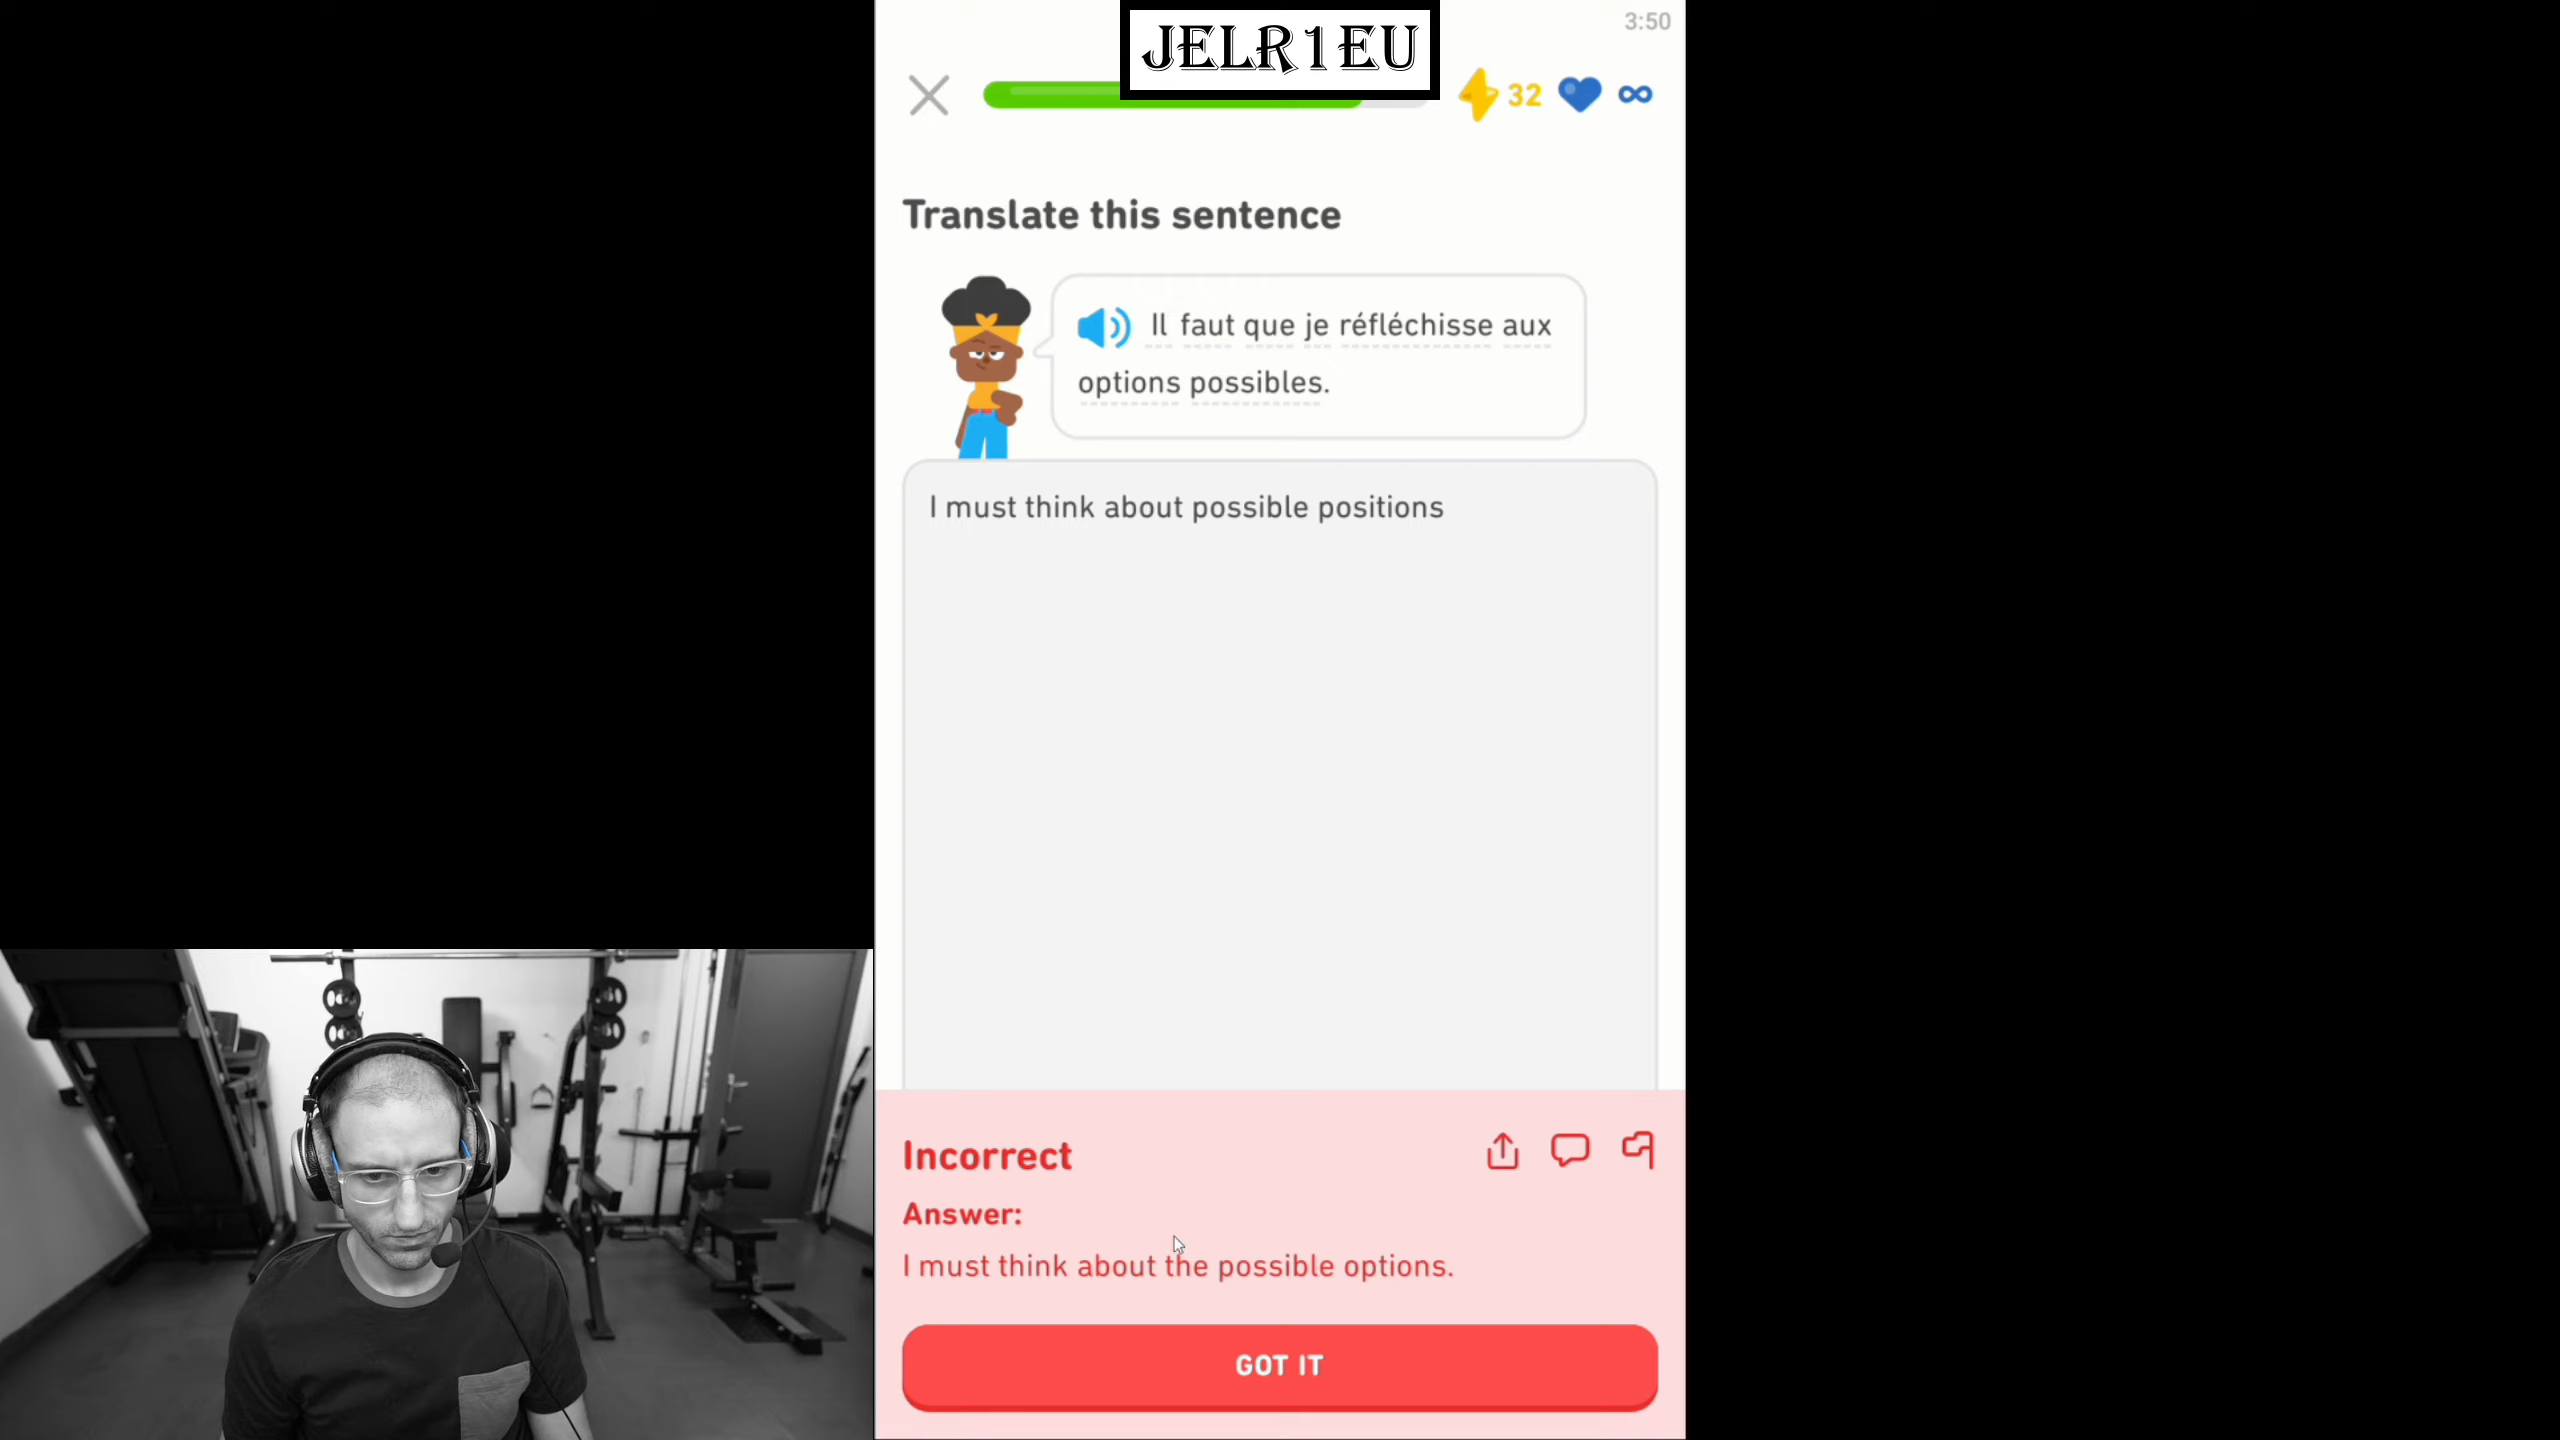 JELR1EU
3:50
32
Translate this sentence
Il faut que je réfléchisse aux
options possibles.
I must think about possible positions
Incorrect
Answer:
I must think about the possible options.
GOT IT